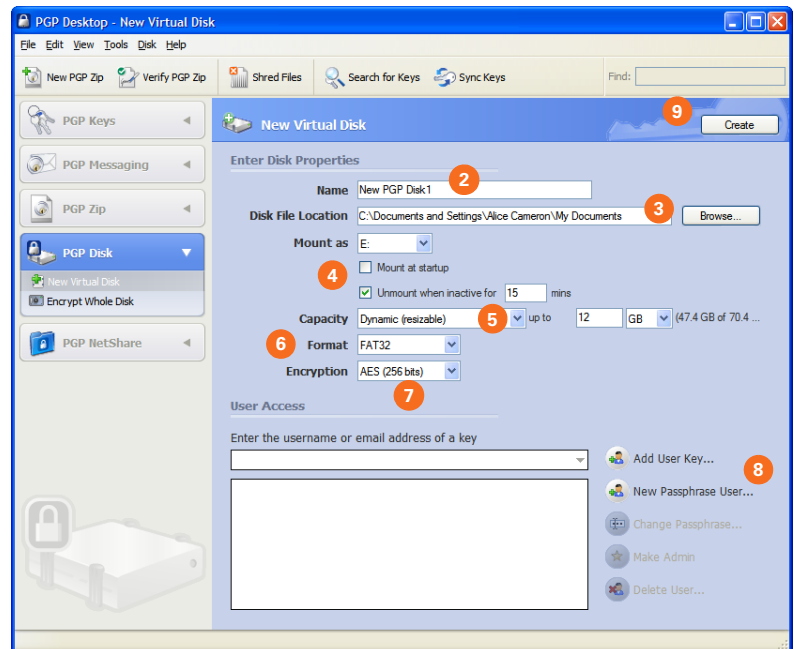 PGP Desktop - New Virtual Disk
File Edit View Tools Disk Help
New PGP Zip Verify PGP Zip Shred Files Search for Keys Sync Keys Find:
PGP Keys
PGP Messaging
PGP Zip
PGP Disk
New Virtual Disk
Encrypt Whole Disk
PGP NetShare
New Virtual Disk 9 Create
Enter Disk Properties
Name New PGP Disk1 2
Disk File Location C:\Documents and Settings\Alice Cameron\My Documents 3 Browse...
Mount as E:
4 Mount at startup
Unmount when inactive for 15 mins
Capacity Dynamic (resizable) 5 up to 12 GB (47.4 GB of 70.4 ...
6 Format FAT32
Encryption AES (256 bits)
7
User Access
Enter the username or email address of a key
Add User Key...
8
New Passphrase User...
Change Passphrase...
Make Admin
Delete User...